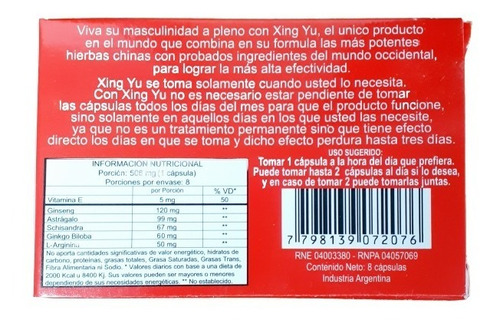 Viva su masculinidad a pleno con Xing Yu, el unico producto
en el mundo que combina en su formula las más potentes
hierbas chinas con probados ingredientes del mundo occidental,
para lograr la más alta efectividad.
Xing Yu se toma solamente cuando usted lo necesita.
Con Xing Yu no es necesario estar pendiente de tomar
las cápsulas todos los días del mes para que el producto funcione,
sino solamente en aquellos días en los que usted las necesite,
ya que no es un tratamiento permanente sino que tiene efecto
directo los días en que se toma y dicho efecto perdura hasta tres días.
USO SUGERIDO:
Tomar 1 cápsula a la hora del día que prefiera.
Puede tomar hasta 2 cápsulas al día si lo desea,
y en caso de tomar 2 puede tomarlas juntas.
INFORMACION NUTRICIONAL
Porción: 508 mg (1 cápsula)
Porciones por envase: 8
por Porción % VD*
Vitamina E 5 mg 50
Ginseng 120 mg **
Astrágalo 99 mg **
Schisandra 67 mg **
Ginkgo Biloba 60 mg **
L-Arginina 50 mg **
No aporta cantidades significativas de valor energético, hidratos de
carbono, proteínas, grasas totales, Grasa Saturadas, Grasas Trans,
Fibra Alimentaria ni Sodio. * Valores diarios con base a una dieta de
2000 Kcal u 8400 Kj. Sus valores pueden ser mayores o menores
dependiendo de sus necesidades energéticas. ** No establecido.
7 798139 072076
RNE 04003380 - RNPA 04057069
Contenido Neto: 8 cápsulas
Industria Argentina